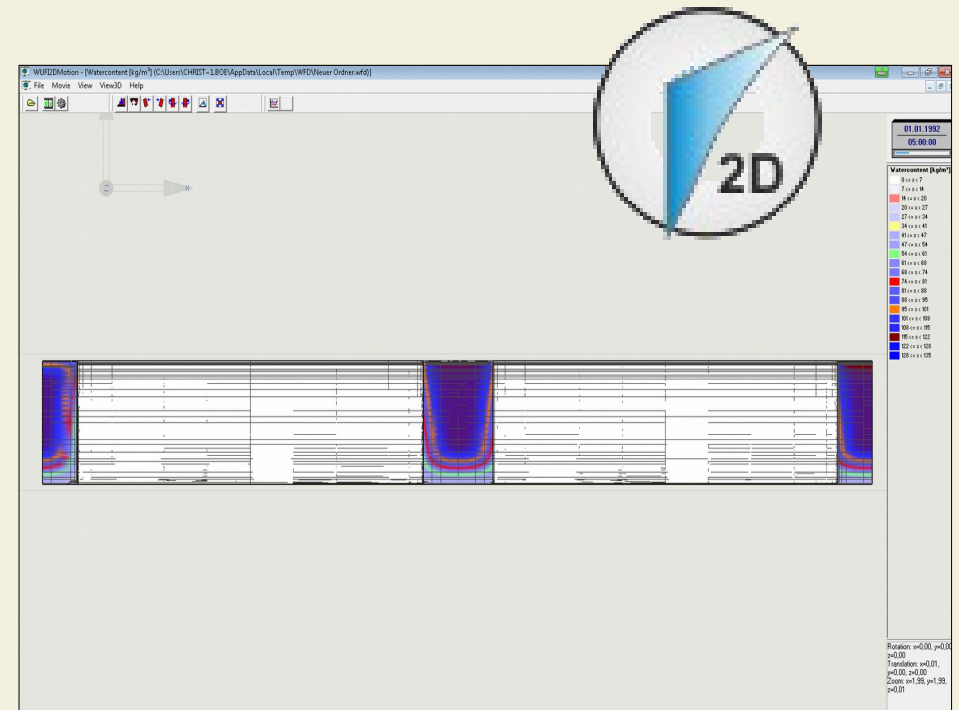 WUFI2DMotion - [Watercontent [kg/m³] (C:\Users\CHRIST~1.BOE\AppData\Local\Temp\WFD\Neuer Ordner.wfd)]
File Movie View View3D Help
2D
01.01.1992
05:00:00
Watercontent [kg/m³]
0 <= x < 7
7 <= x < 14
14 <= x < 20
20 <= x < 27
27 <= x < 34
34 <= x < 41
41 <= x < 47
47 <= x < 54
54 <= x < 61
61 <= x < 68
68 <= x < 74
74 <= x < 81
81 <= x < 88
88 <= x < 95
95 <= x < 101
101 <= x < 108
108 <= x < 115
115 <= x < 122
122 <= x < 128
128 <= x < 135
Rotation: x=0,00, y=0,00
z=0,00
Translation: x=0,01,
y=0,00, z=0,00
Zoom: x=1,99, y=1,99,
z=0,01